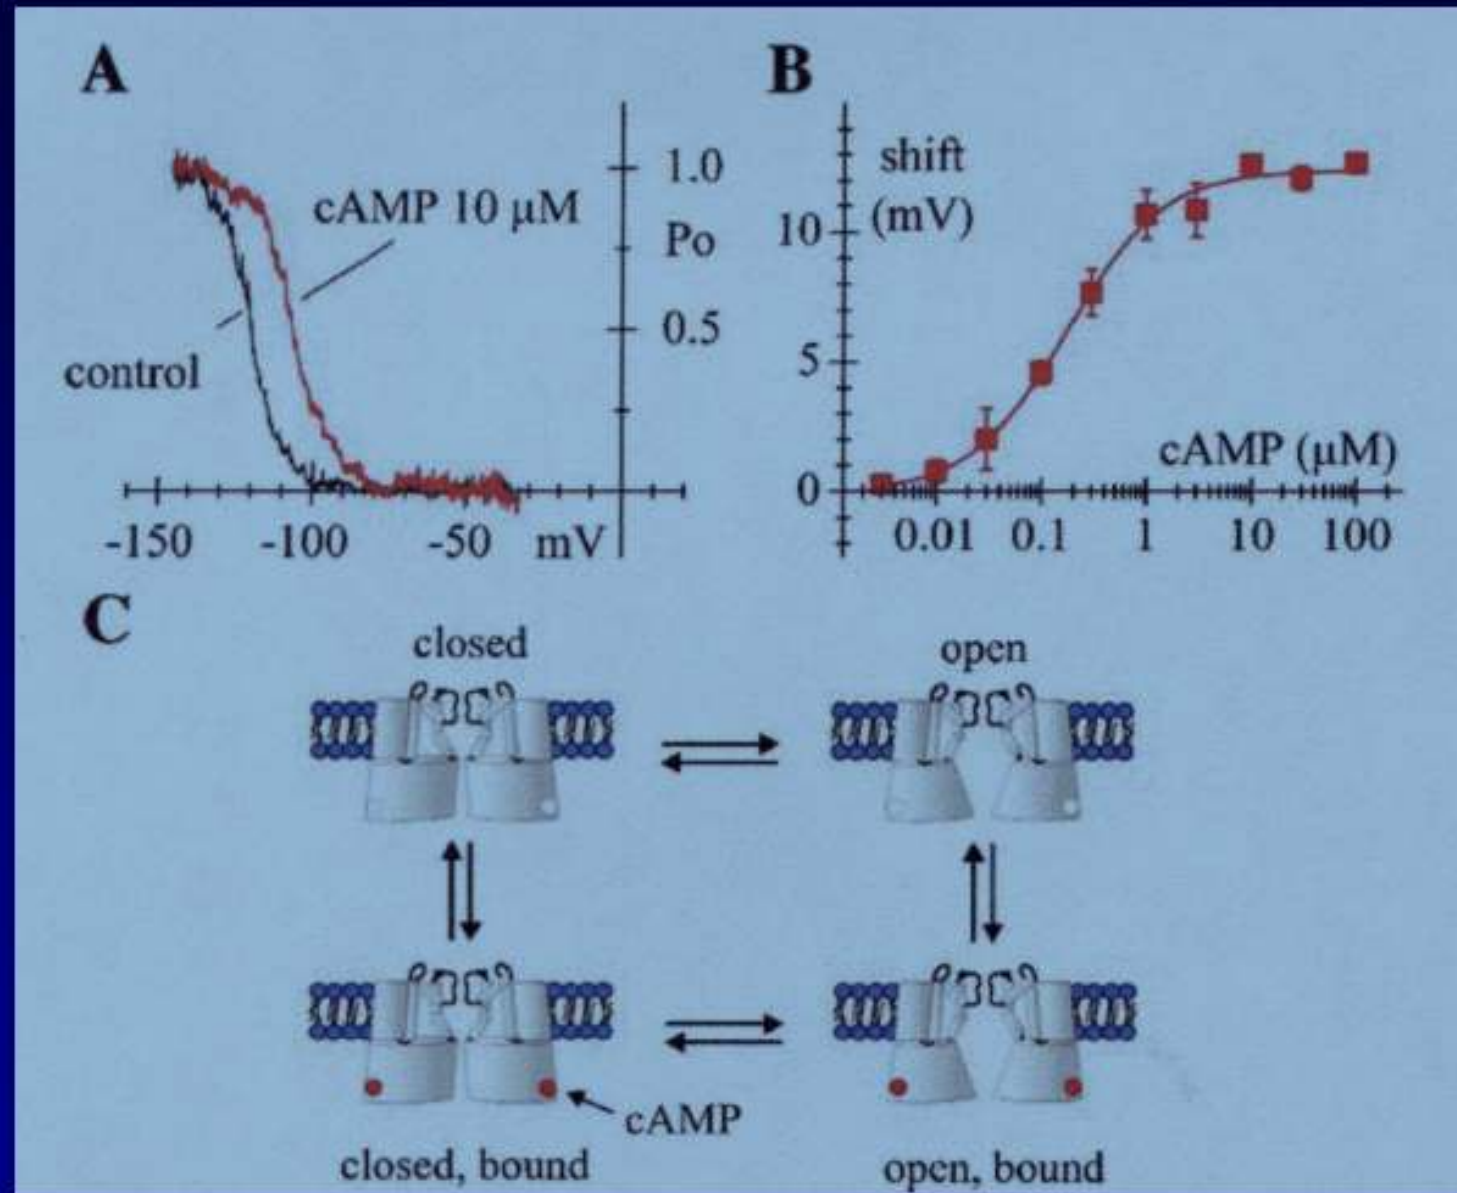 A
1.0
cAMP 10 µM
Po
0.5
control
-150 -100 -50 mV
B
shift
(mV)
10
5
cAMP (µM)
0
0.01 0.1 1 10 100
C
closed open
cAMP
closed, bound open, bound